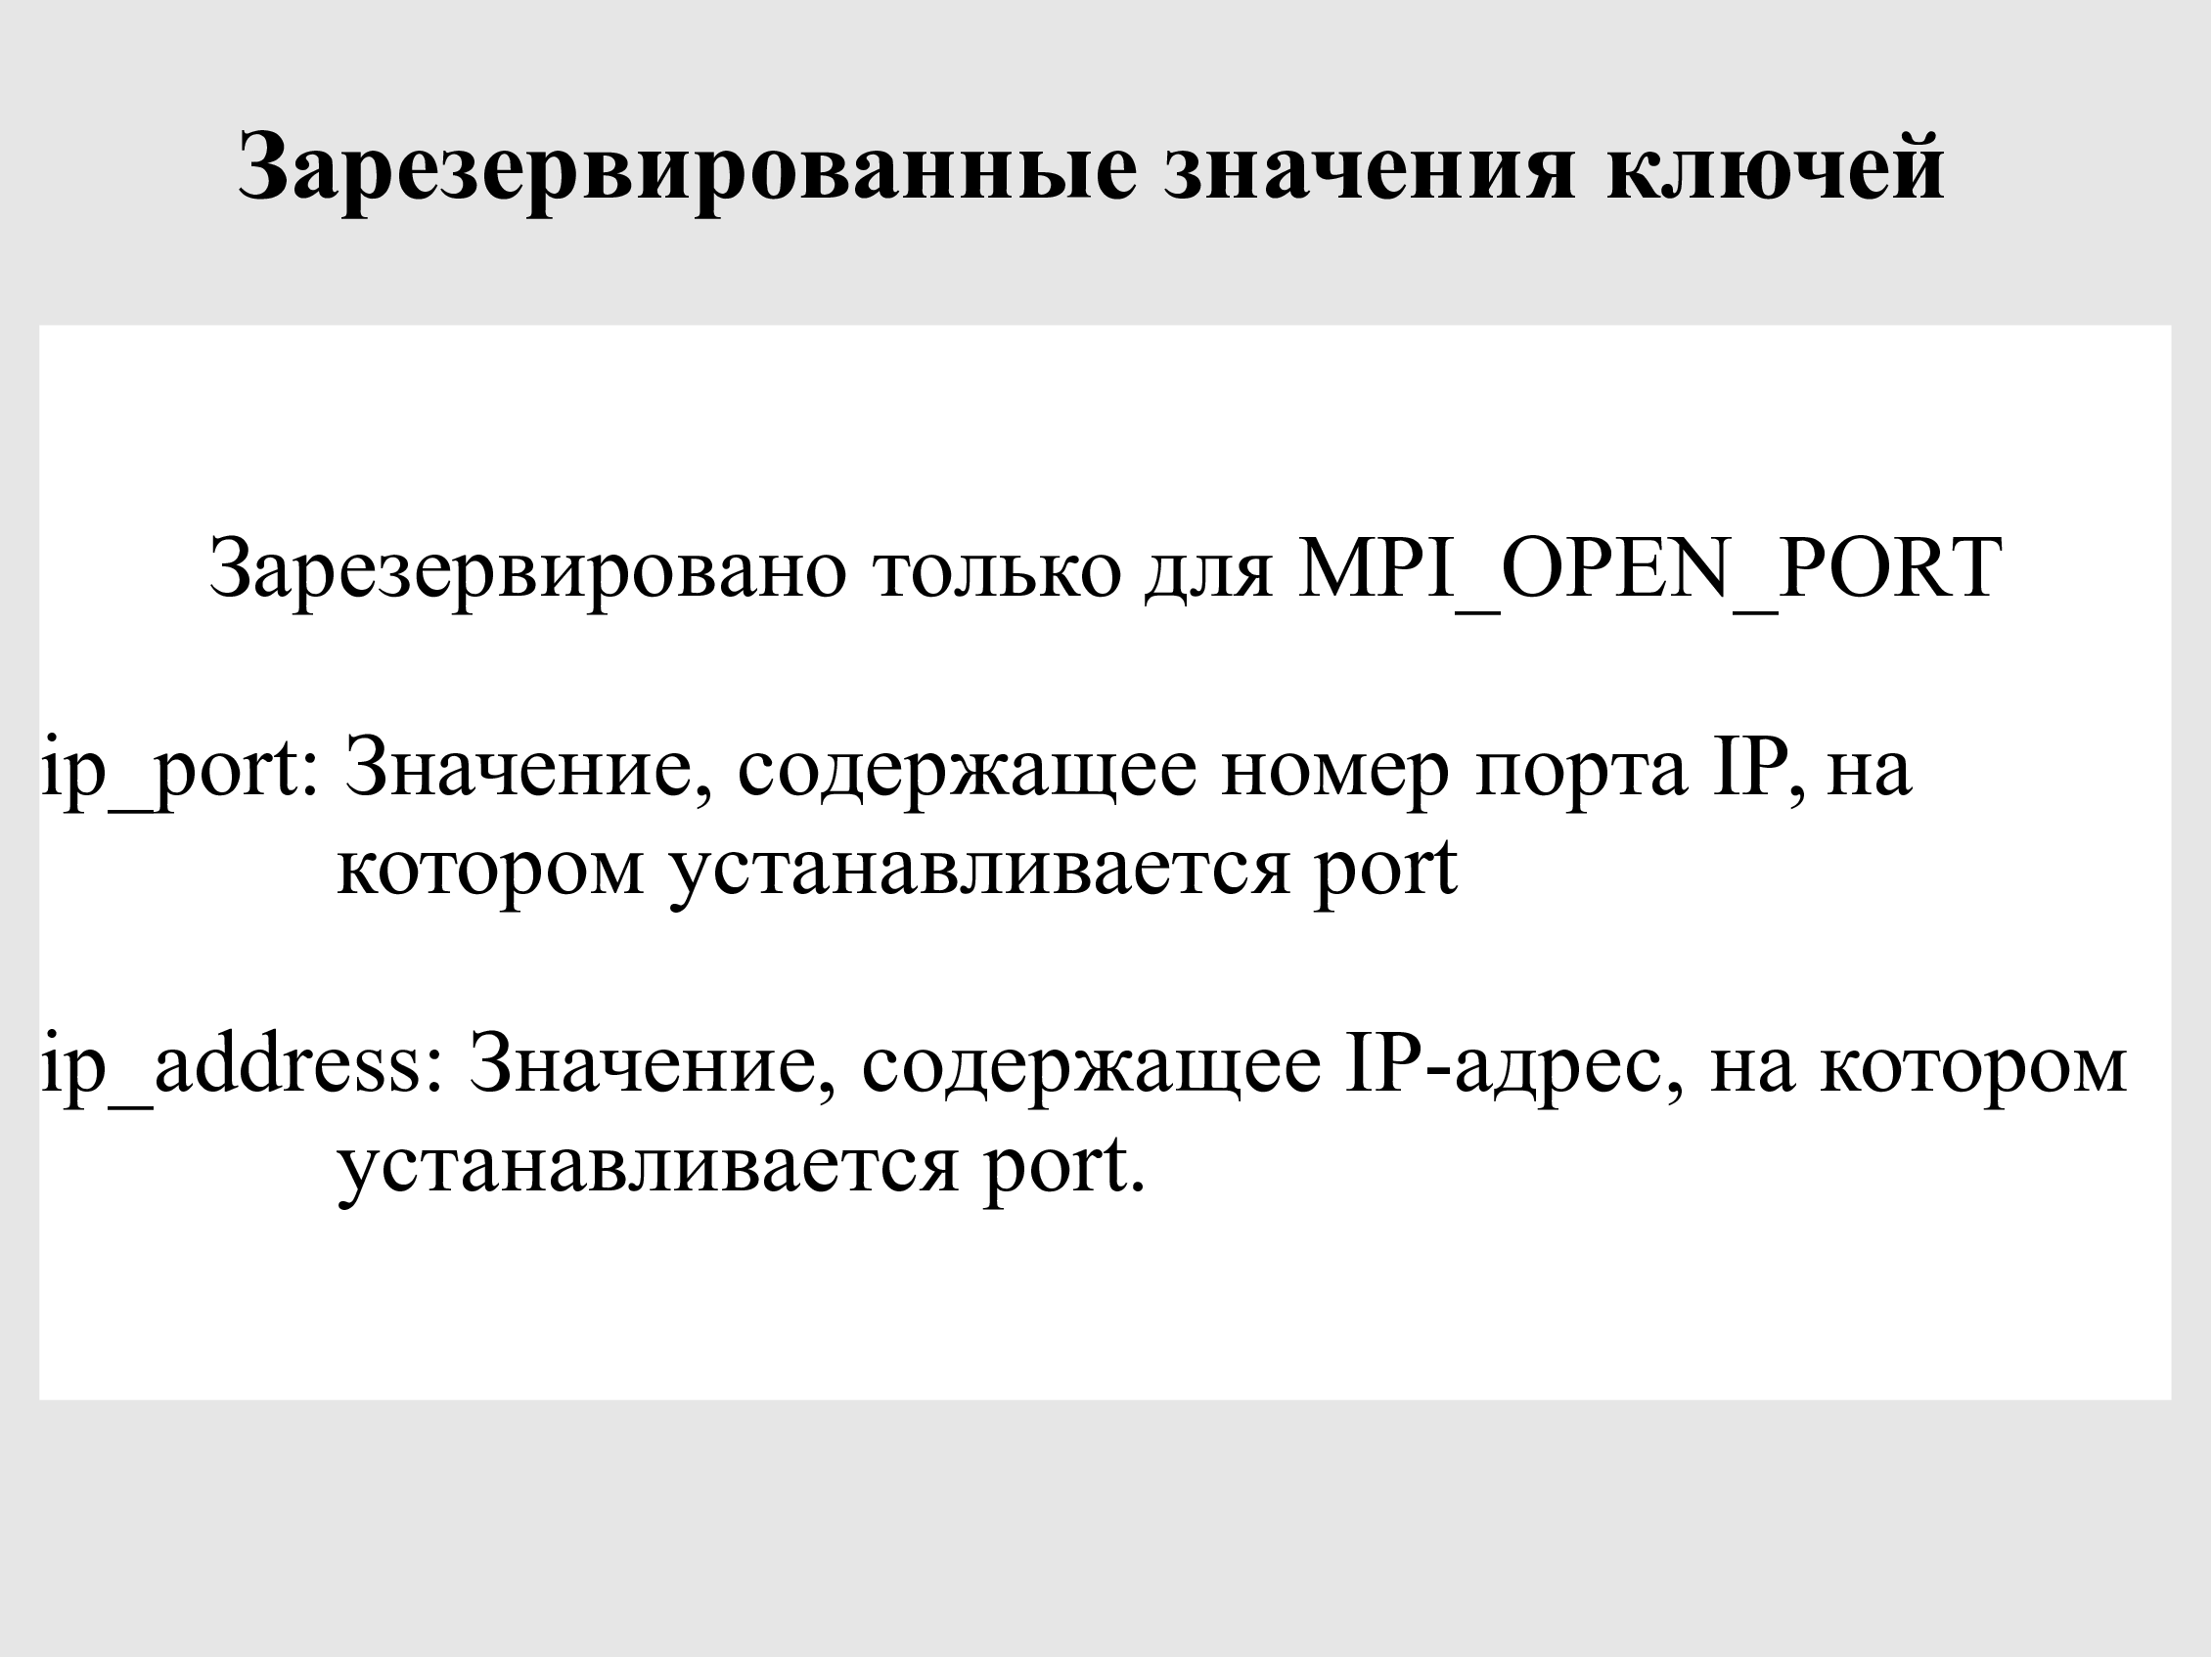 Зарезервированные значения ключей
Зарезервировано только для MPI_OPEN_PORT
ip_port: Значение, содержащее номер порта IP, на
котором устанавливается port
ip_address: Значение, содержащее IP-адрес, на котором
устанавливается port.